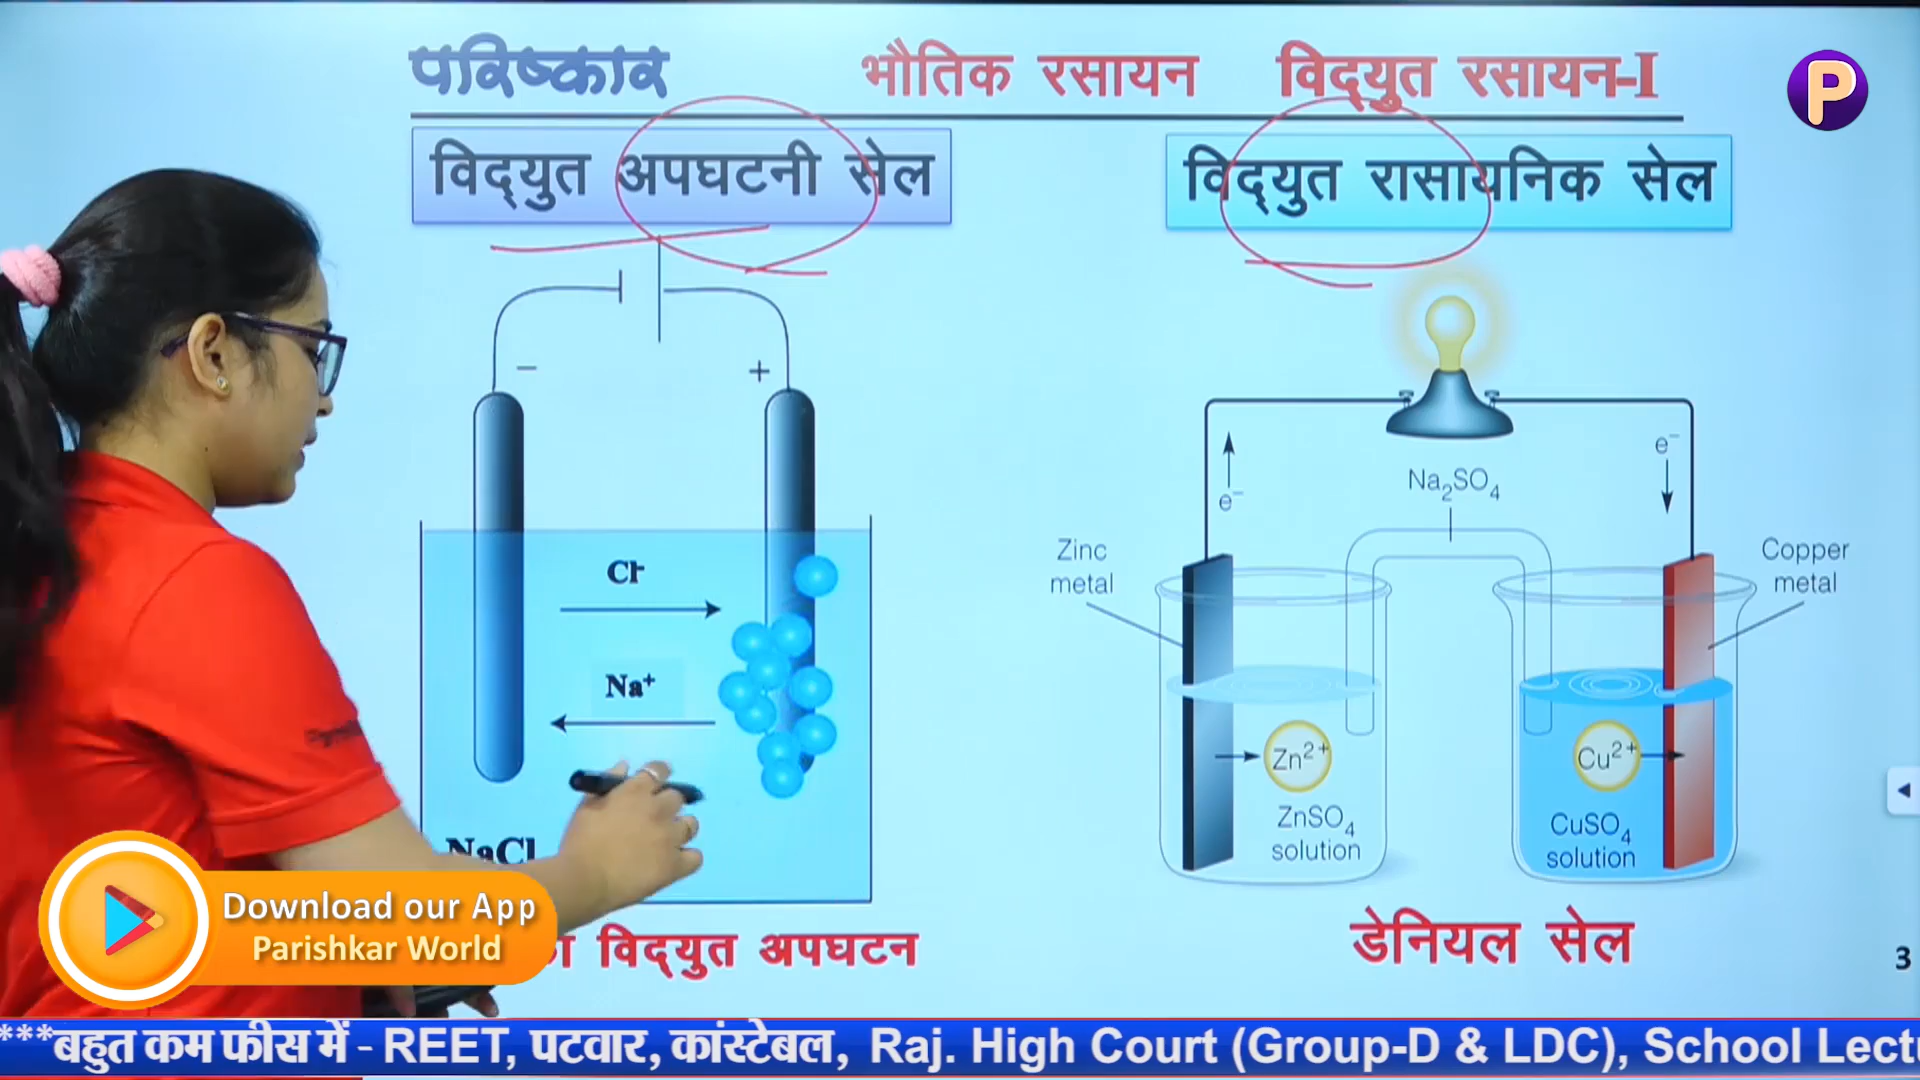 परिष्कार
भौतिक रसायन
विद्युत रसायन-I
P
विद्युत अपघटनी सेल
विद्युत रासायनिक सेल
−
+
Cl-
Na+
NaCl
e−
e−
Na2SO4
Zinc
metal
Copper
metal
Zn2+
Cu2+
ZnSO4
solution
CuSO4
solution
Download our App
Parishkar World
विद्युत अपघटन
डेनियल सेल
3
***बहुत कम फीस में - REET, पटवार, कांस्टेबल, Raj. High Court (Group-D & LDC), School